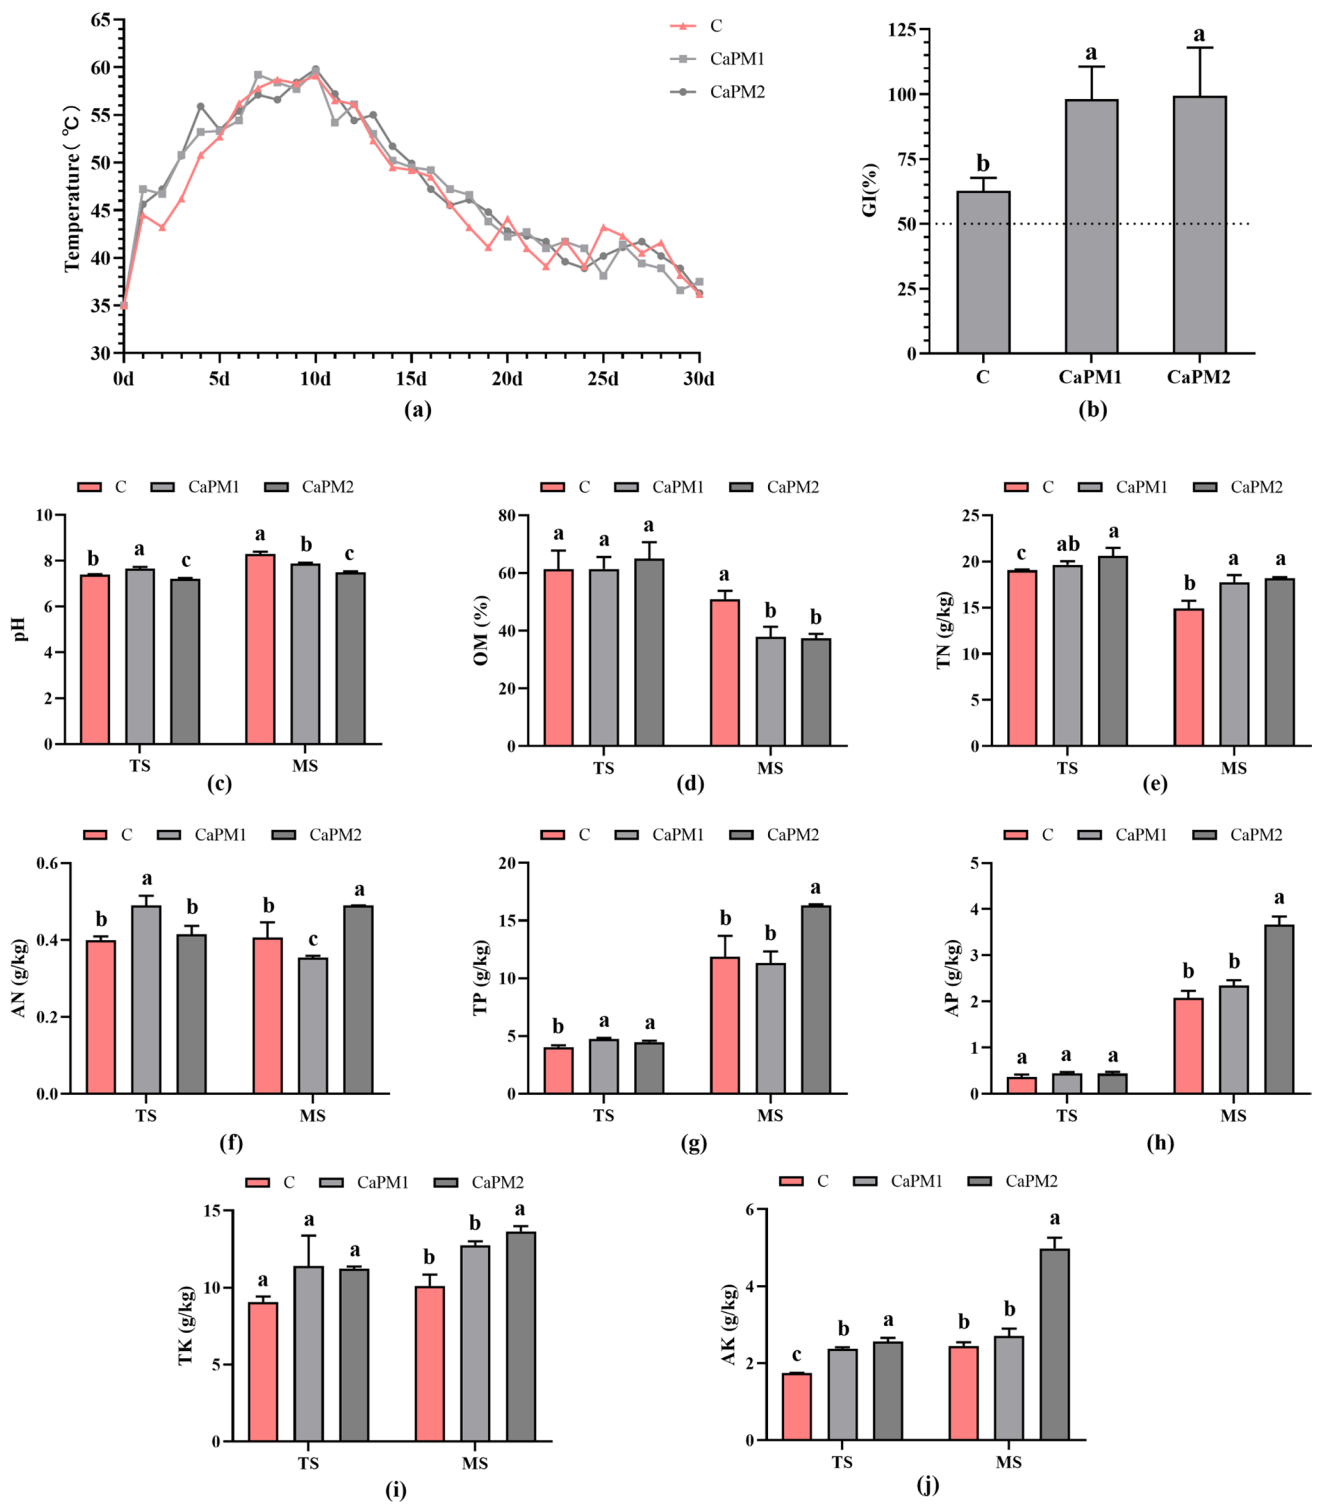 C
CaPM1
CaPM2
Temperature( ℃)
65
60
55
50
45
40
35
30
0d 5d 10d 15d 20d 25d 30d
(a)
GI(%)
125
100
75
50
25
0
b a a
C CaPM1 CaPM2
(b)
C CaPM1 CaPM2
pH
10
8
6
4
2
0
b a c a b c
TS MS
(c)
C CaPM1 CaPM2
OM (%)
80
60
40
20
0
a a a a b b
TS MS
(d)
C CaPM1 CaPM2
TN (g/kg)
25
20
15
10
5
0
c ab a b a a
TS MS
(e)
C CaPM1 CaPM2
AN (g/kg)
0.6
0.4
0.2
0.0
b a b b c a
TS MS
(f)
C CaPM1 CaPM2
TP (g/kg)
20
15
10
5
0
b a a b b a
TS MS
(g)
C CaPM1 CaPM2
AP (g/kg)
5
4
3
2
1
0
a a a b b a
TS MS
(h)
C CaPM1 CaPM2
TK (g/kg)
15
10
5
0
a a a b b a
TS MS
(i)
C CaPM1 CaPM2
AK (g/kg)
6
4
2
0
c b a b b a
TS MS
(j)